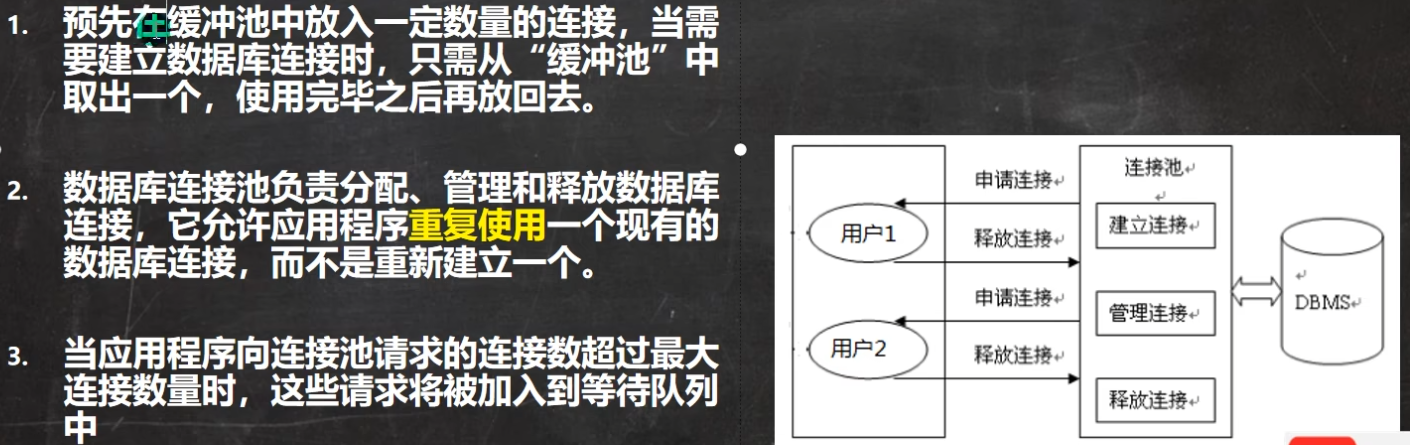 1. 预先在缓冲池中放入一定数量的连接，当需
要建立数据库连接时，只需从“缓冲池”中
取出一个，使用完毕之后再放回去。
2. 数据库连接池负责分配、管理和释放数据库
连接，它允许应用程序重复使用一个现有的
数据库连接，而不是重新建立一个。
3. 当应用程序向连接池请求的连接数超过最大
连接数量时，这些请求将被加入到等待队列
中
申请连接
连接池
用户1
释放连接
建立连接
申请连接
管理连接
DBMS
用户2
释放连接
释放连接